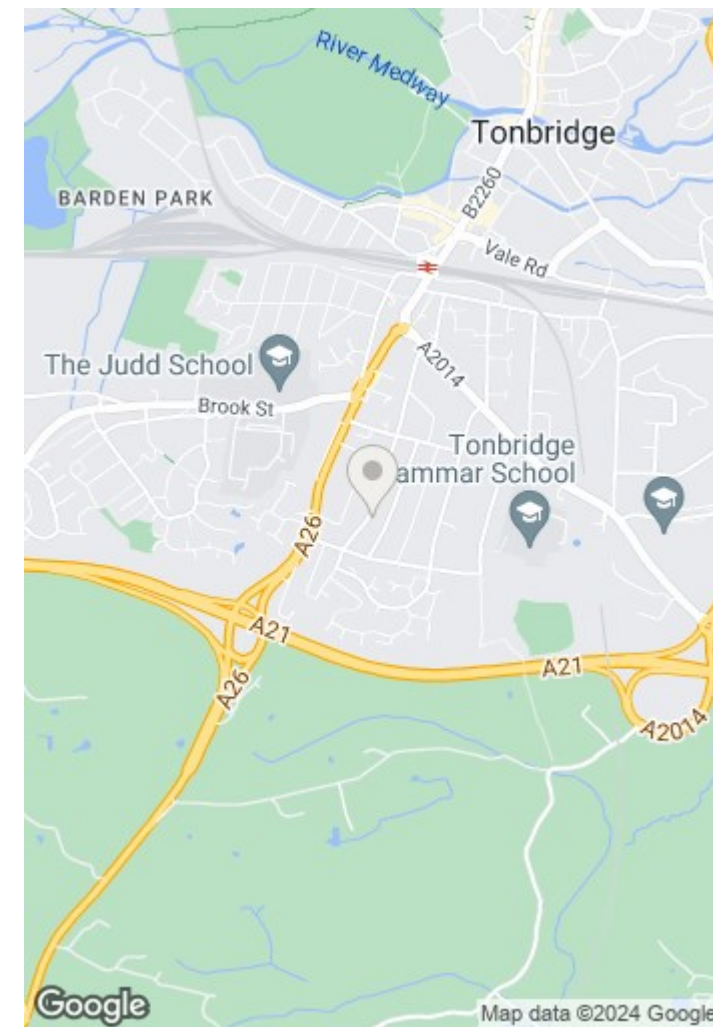 River Medway
Tonbridge
BARDEN PARK
B2260
Vale Rd
The Judd School
A2014
Brook St
Tonbridge
ammar School
A26
A21
A21
A26
A2014
Google
Map data ©2024 Google